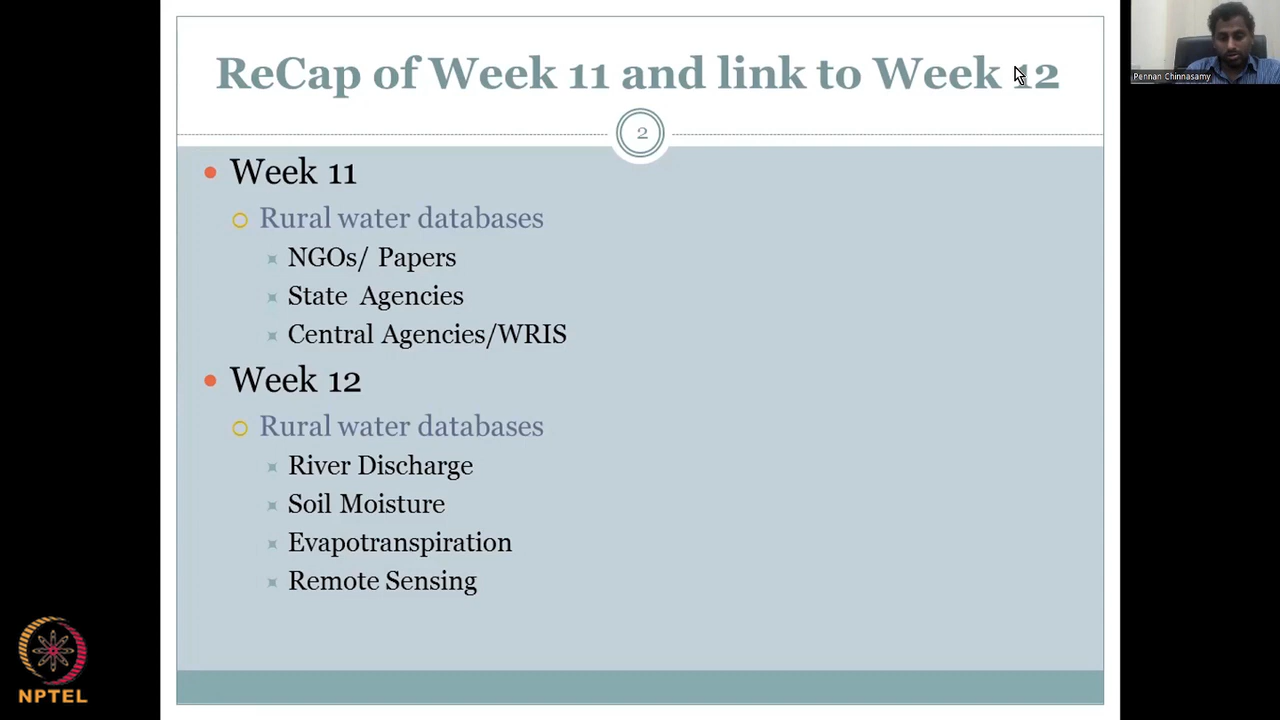 ReCap of Week 11 and link to Week 12
Pennan Chinnasamy
2
Week 11
Rural water databases
NGOs/ Papers
State Agencies
Central Agencies/WRIS
Week 12
Rural water databases
River Discharge
Soil Moisture
Evapotranspiration
Remote Sensing
NPTEL